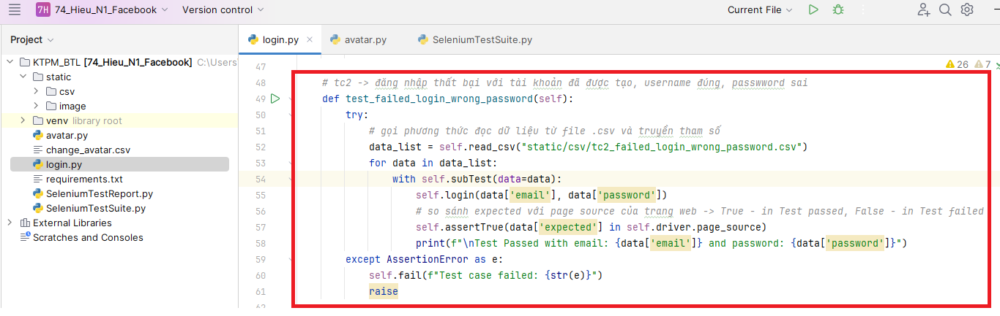 7H 74_Hieu_N1_Facebook Version control Current File
Project
login.py avatar.py SeleniumTestSuite.py
KTPM_BTL [74_Hieu_N1_Facebook] C:\Users
static
csv
image
venv library root
avatar.py
change_avatar.csv
login.py
requirements.txt
SeleniumTestReport.py
SeleniumTestSuite.py
External Libraries
Scratches and Consoles
26 7
47
48 # tc2 -> đăng nhập thất bại với tài khoản đã được tạo, username đúng, passwword sai
49 def test_failed_login_wrong_password(self):
50 try:
51 # gọi phương thức đọc dữ liệu từ file .csv và truyền tham số
52 data_list = self.read_csv("static/csv/tc2_failed_login_wrong_password.csv")
53 for data in data_list:
54 with self.subTest(data=data):
55 self.login(data['email'], data['password'])
56 # so sánh expected với page source của trang web -> True - in Test passed, False - in Test failed
57 self.assertTrue(data['expected'] in self.driver.page_source)
58 print(f"\nTest Passed with email: {data['email']} and password: {data['password']}")
59 except AssertionError as e:
60 self.fail(f"Test case failed: {str(e)}")
61 raise
62